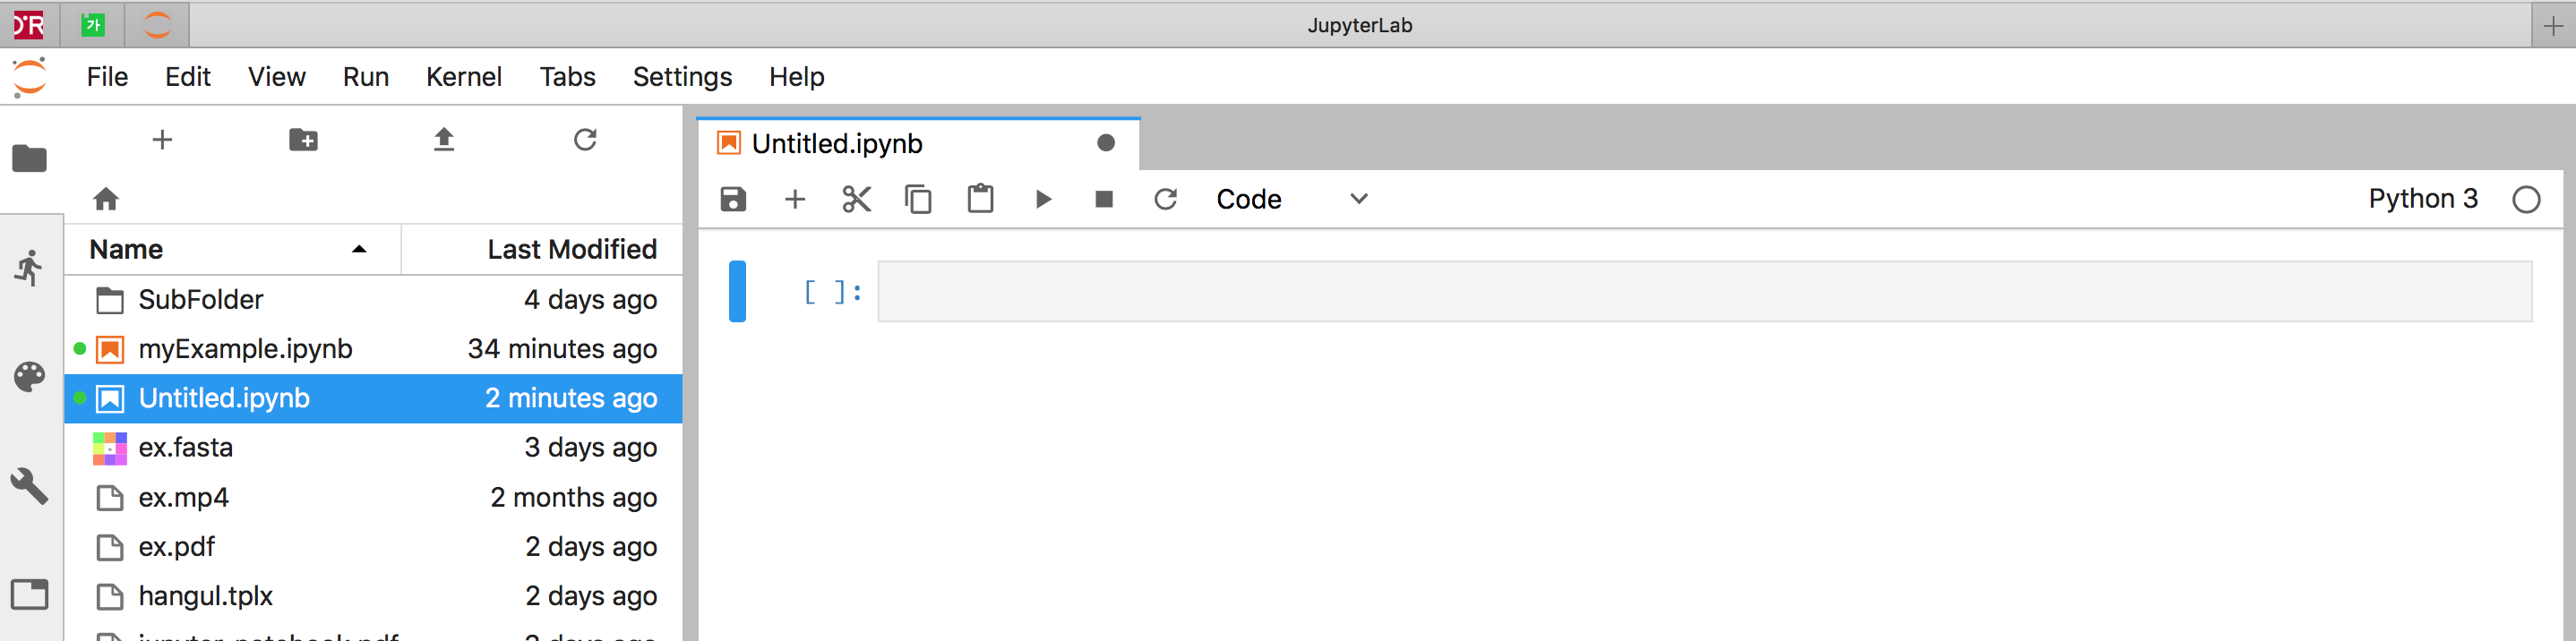 JupyterLab
File Edit View Run Kernel Tabs Settings Help
Untitled.ipynb
Code
Python 3
Name Last Modified
SubFolder 4 days ago
myExample.ipynb 34 minutes ago
Untitled.ipynb 2 minutes ago
ex.fasta 3 days ago
ex.mp4 2 months ago
ex.pdf 2 days ago
hangul.tplx 2 days ago
[ ]:
가